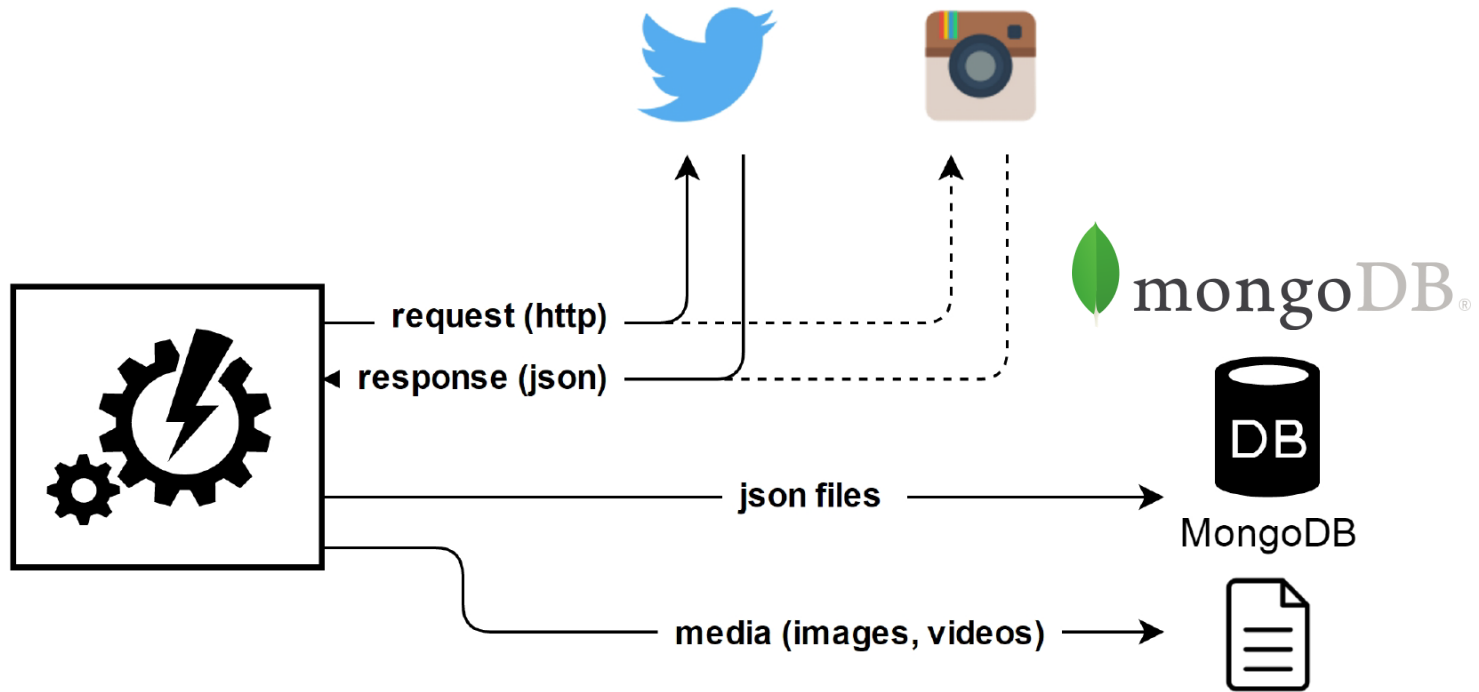 mongoDB®
request (http)
response (json)
DB
json files
MongoDB
media (images, videos)